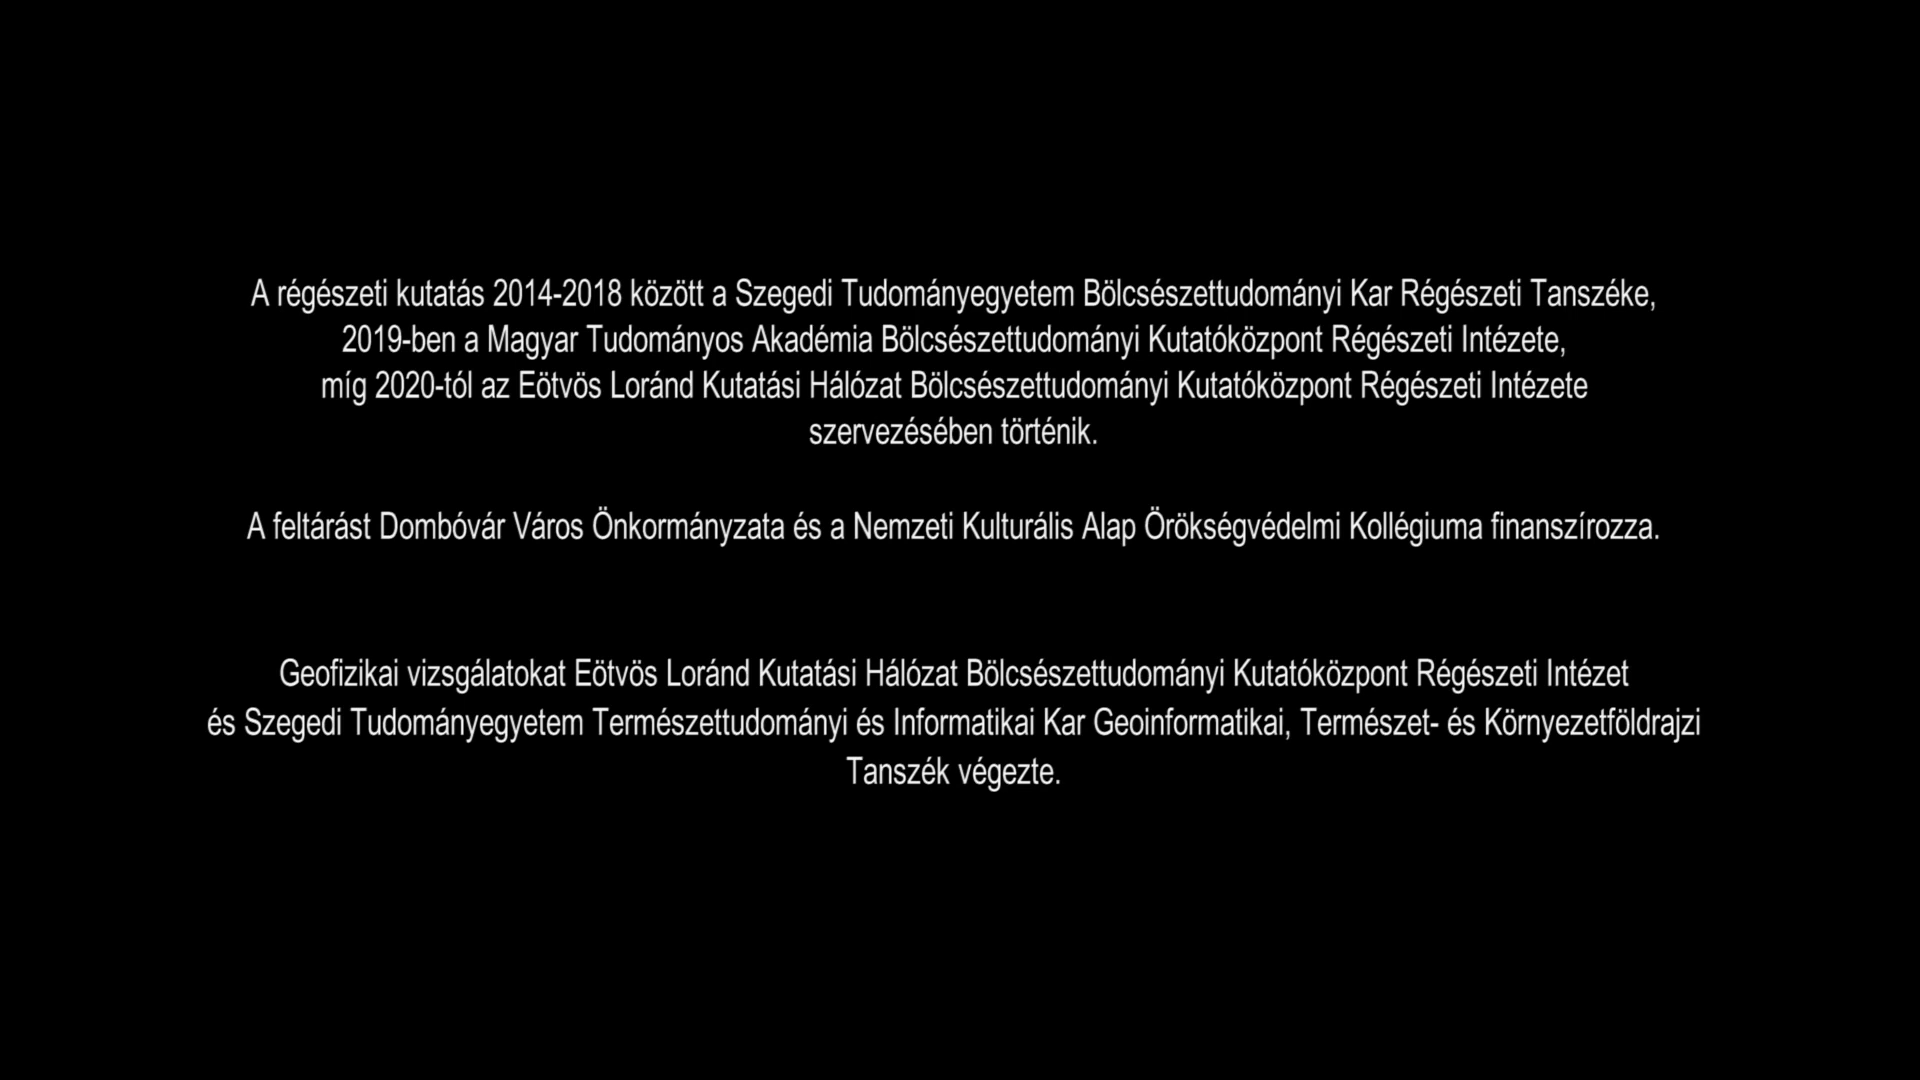 A régészeti kutatás 2014-2018 között a Szegedi Tudományegyetem Bölcsészettudományi Kar Régészeti Tanszéke,
2019-ben a Magyar Tudományos Akadémia Bölcsészettudományi Kutatóközpont Régészeti Intézete,
míg 2020-tól az Eötvös Loránd Kutatási Hálózat Bölcsészettudományi Kutatóközpont Régészeti Intézete
szervezésében történik.
A feltárást Dombóvár Város Önkormányzata és a Nemzeti Kulturális Alap Örökségvédelmi Kollégiuma finanszírozza.
Geofizikai vizsgálatokat Eötvös Loránd Kutatási Hálózat Bölcsészettudományi Kutatóközpont Régészeti Intézet
és Szegedi Tudományegyetem Természettudományi és Informatikai Kar Geoinformatikai, Természet- és Környezetföldrajzi
Tanszék végezte.